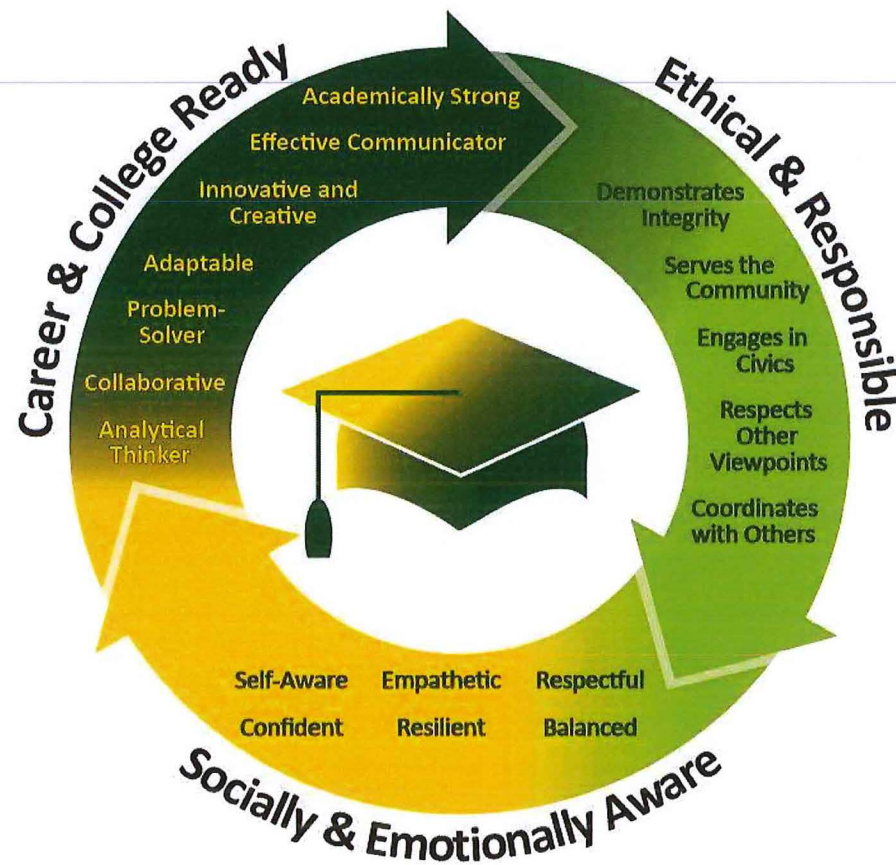 Career & College Ready
Academically Strong
Effective Communicator
Innovative and
Creative
Adaptable
Problem-
Solver
Collaborative
Analytical
Thinker
Ethical & Responsible
Demonstrates
Integrity
Serves the
Community
Engages in
Civics
Respects
Other
Viewpoints
Coordinates
with Others
Self-Aware Empathetic Respectful
Confident Resilient Balanced
Socially & Emotionally Aware